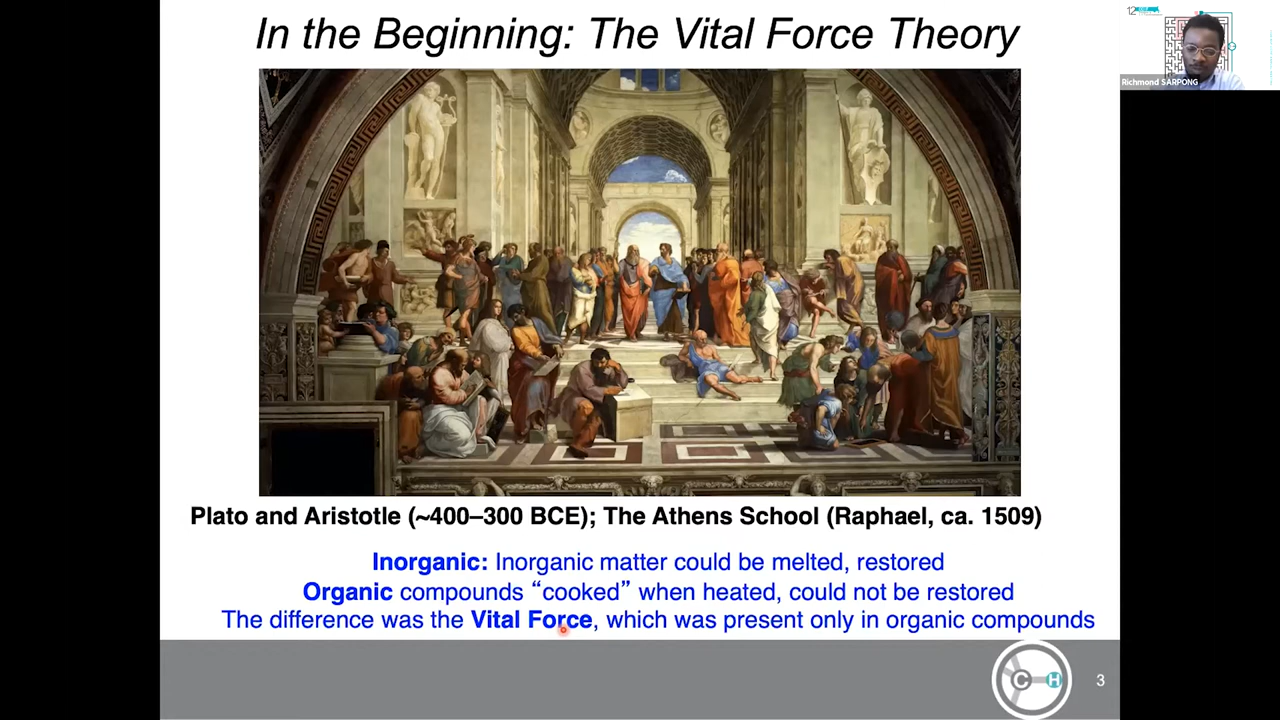 In the Beginning: The Vital Force Theory
12
Richmond SARPONG
Plato and Aristotle (~400–300 BCE); The Athens School (Raphael, ca. 1509)
Inorganic: Inorganic matter could be melted, restored
Organic compounds “cooked” when heated, could not be restored
The difference was the Vital Force, which was present only in organic compounds
C H
3